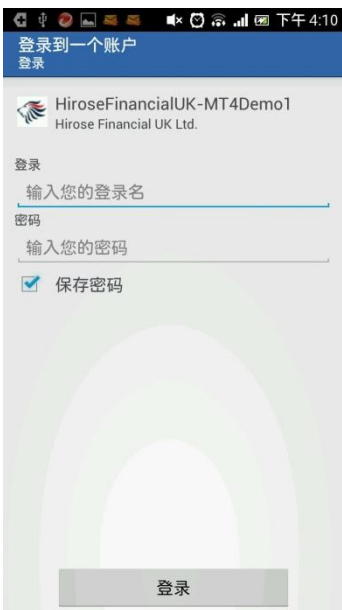 下午 4:10
登录到一个账户
登录
HiroseFinancialUK-MT4Demo1
Hirose Financial UK Ltd.
登录
输入您的登录名
密码
输入您的密码
保存密码
登录